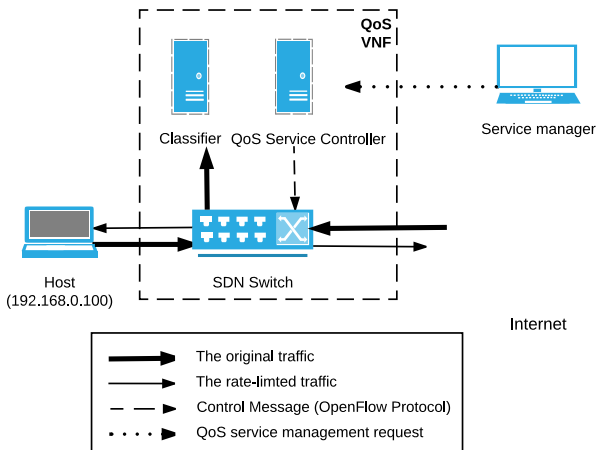 QoS
VNF
Classifier
QoS Service Controller
Service manager
Host
(192.168.0.100)
SDN Switch
Internet
The original traffic
The rate-limted traffic
Control Message (OpenFlow Protocol)
QoS service management request